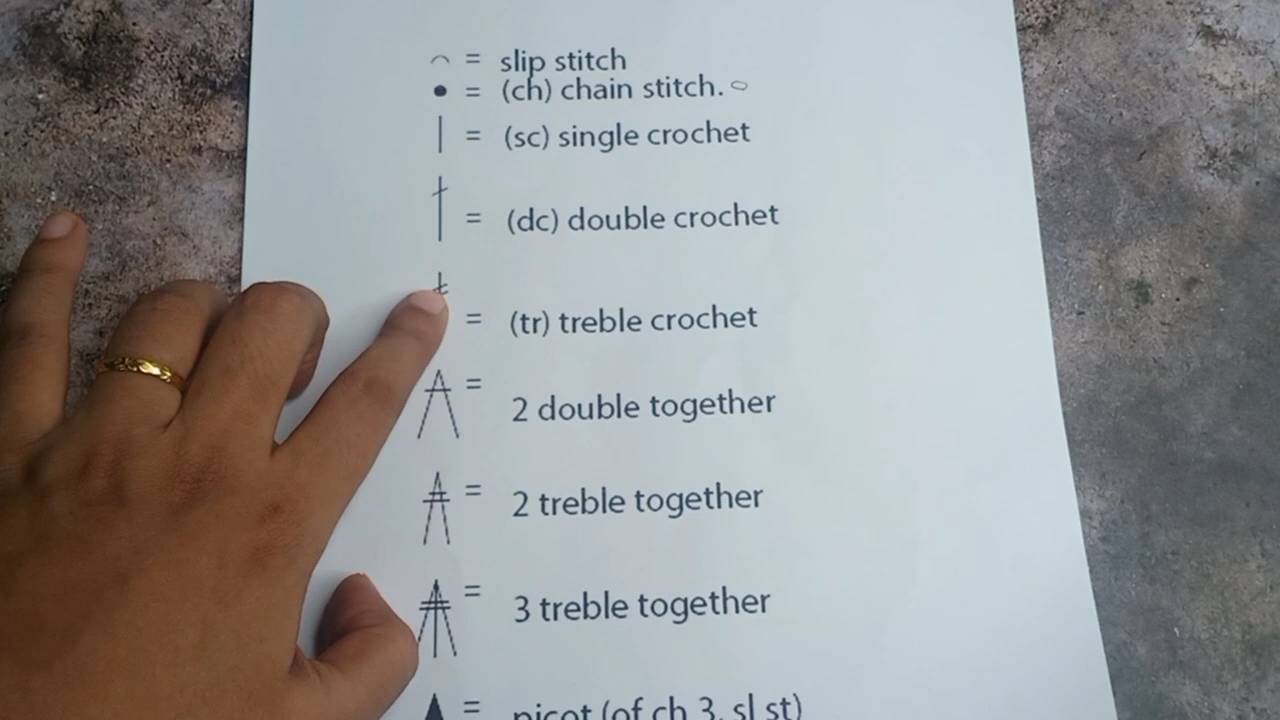 = slip stitch
= (ch) chain stitch.
= (sc) single crochet
= (dc) double crochet
= (tr) treble crochet
= 2 double together
= 2 treble together
= 3 treble together
= picot (of ch 3, sl st)